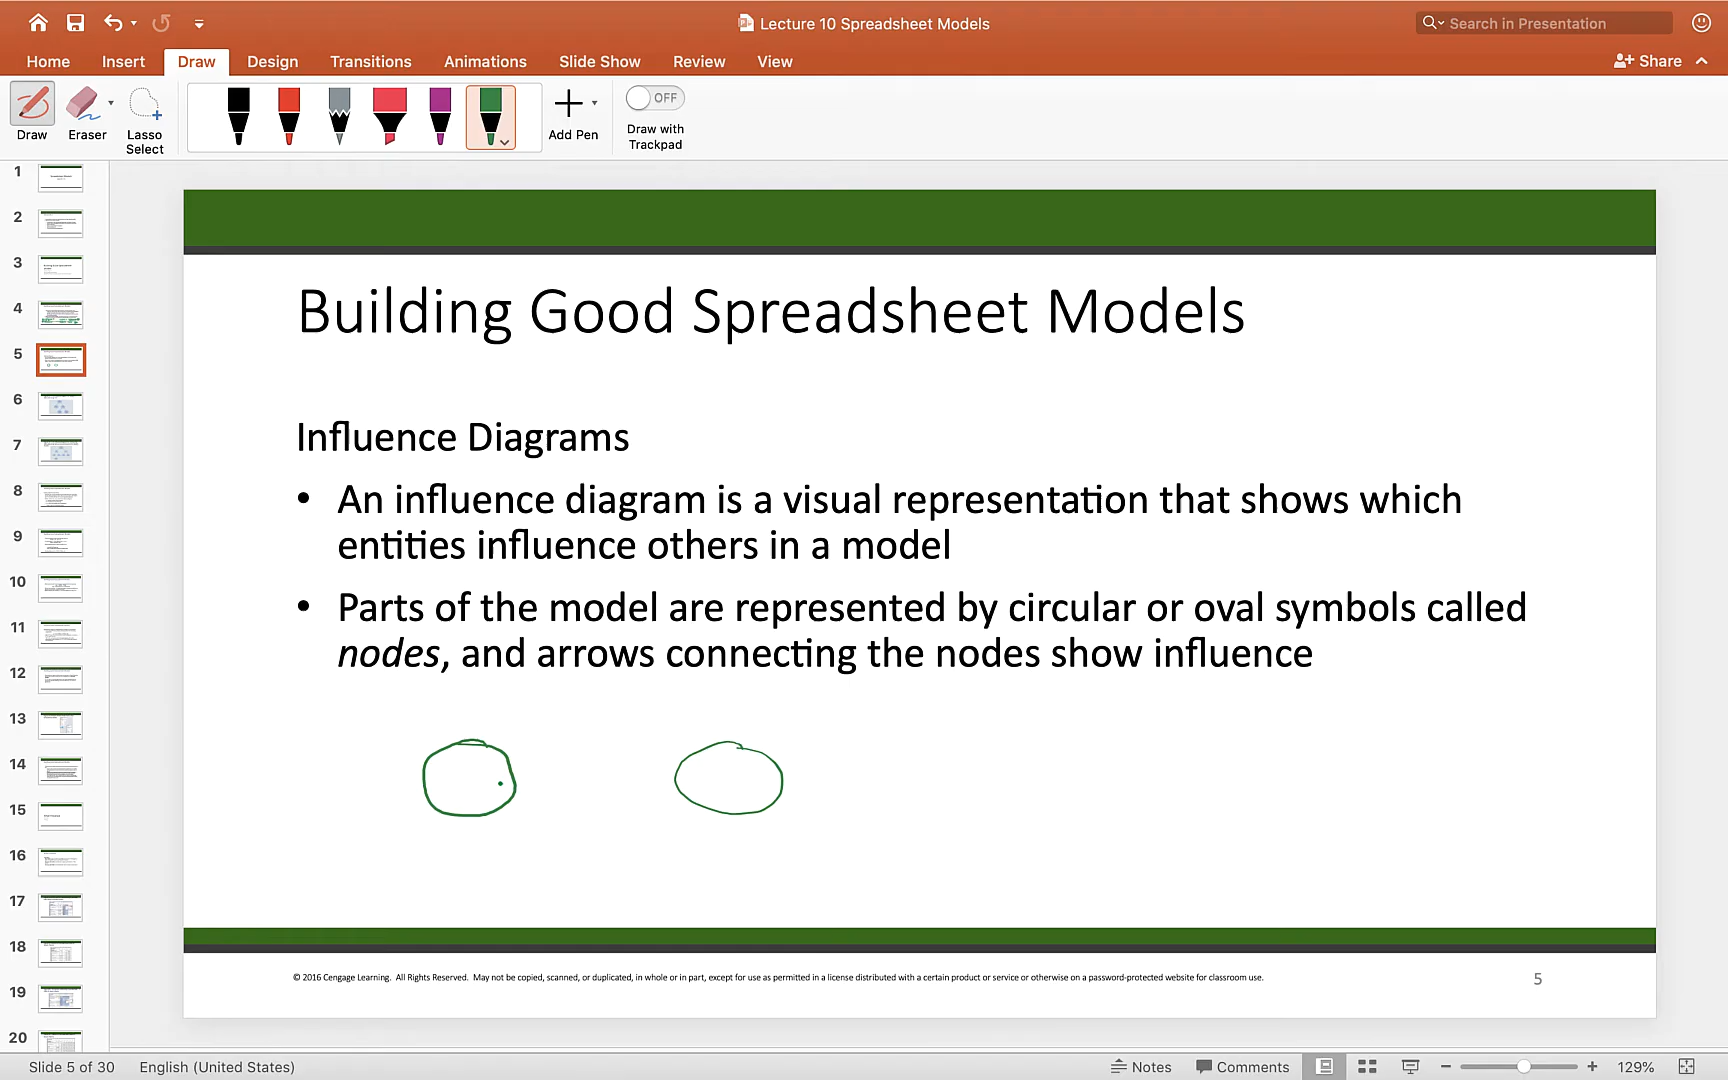 Lecture 10 Spreadsheet Models
Search in Presentation
Home Insert Draw Design Transitions Animations Slide Show Review View Share
Draw Eraser Lasso Select Add Pen OFF Draw with Trackpad
1
2
3
4
5
6
7
8
9
10
11
12
13
14
15
16
17
18
19
20
Building Good Spreadsheet Models
Influence Diagrams
• An influence diagram is a visual representation that shows which
entities influence others in a model
• Parts of the model are represented by circular or oval symbols called
nodes, and arrows connecting the nodes show influence
© 2016 Cengage Learning. All Rights Reserved. May not be copied, scanned, or duplicated, in whole or in part, except for use as permitted in a license distributed with a certain product or service or otherwise on a password-protected website for classroom use.
5
Slide 5 of 30 English (United States) Notes Comments 129%